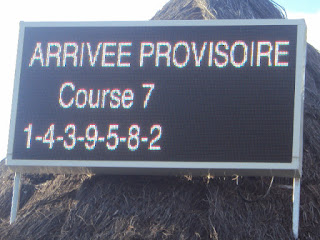 ARRIVEE PROVISOIRE
Course 7
1-4-3-9-5-8-2